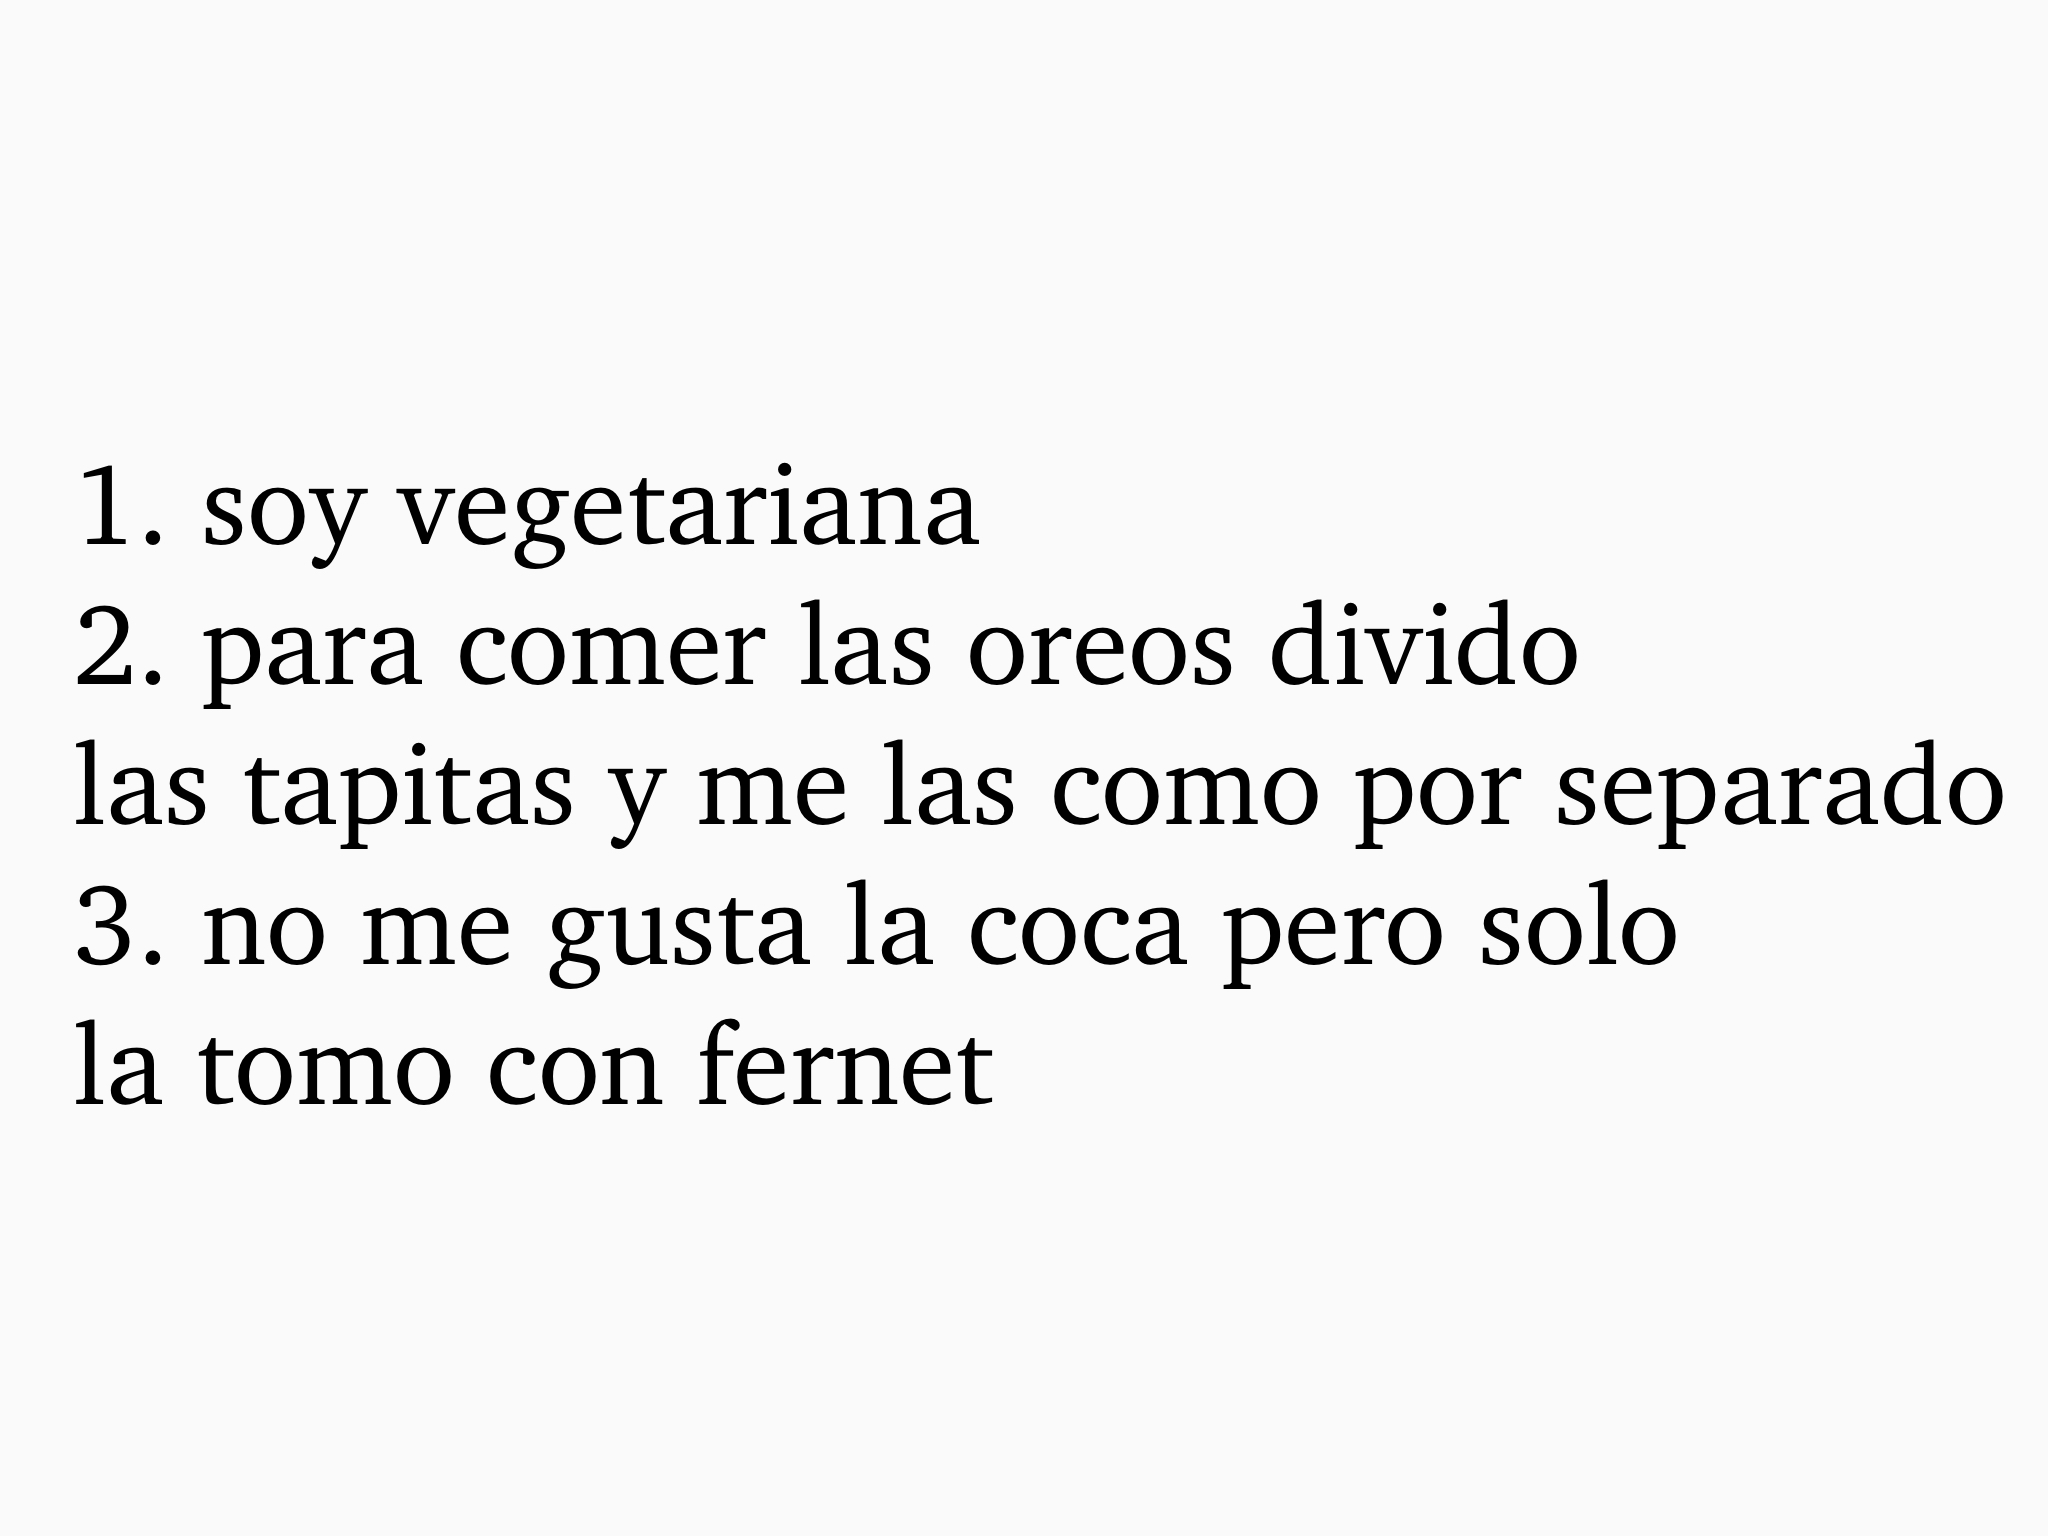 1. soy vegetariana
2. para comer las oreos divido
las tapitas y me las como por separado
3. no me gusta la coca pero solo
la tomo con fernet